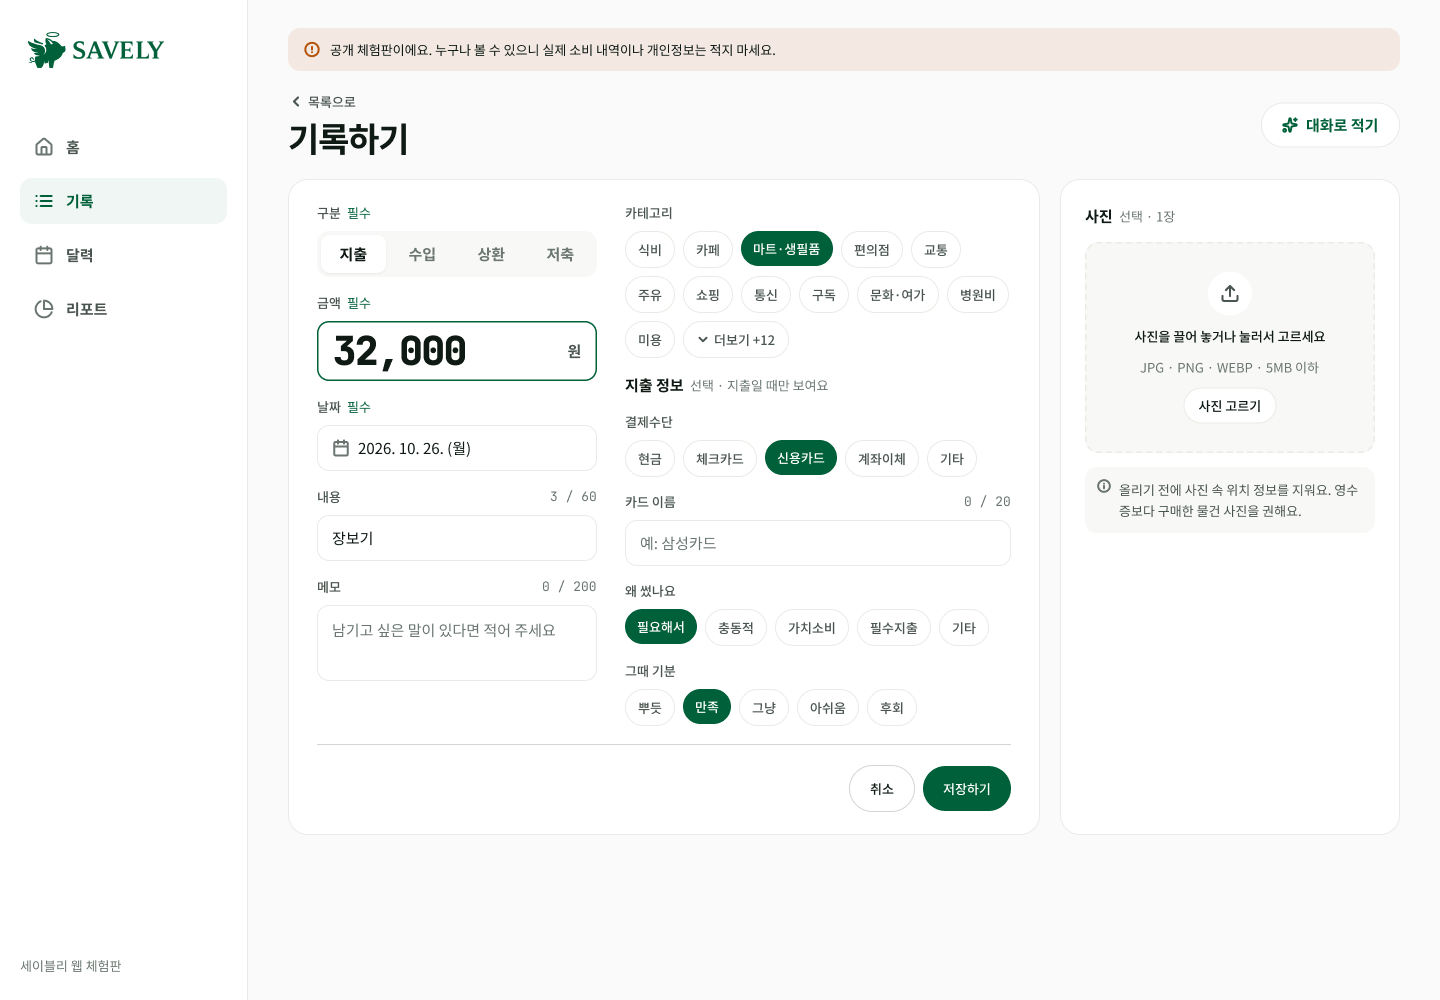 SAVELY
홈
기록
달력
리포트
세이블리 웹 체험판
공개 체험판이에요. 누구나 볼 수 있으니 실제 소비 내역이나 개인정보는 적지 마세요.
목록으로
기록하기
대화로 적기
구분 필수
지출 수입 상환 저축
금액 필수
32,000 원
날짜 필수
2026. 10. 26. (월)
내용 3 / 60
장보기
메모 0 / 200
남기고 싶은 말이 있다면 적어 주세요
카테고리
식비 카페 마트·생필품 편의점 교통
주유 쇼핑 통신 구독 문화·여가 병원비
미용 더보기 +12
지출 정보 선택 · 지출일 때만 보여요
결제수단
현금 체크카드 신용카드 계좌이체 기타
카드 이름 0 / 20
예: 삼성카드
왜 썼나요
필요해서 충동적 가치소비 필수지출 기타
그때 기분
뿌듯 만족 그냥 아쉬움 후회
취소 저장하기
사진 선택 · 1장
사진을 끌어 놓거나 눌러서 고르세요
JPG · PNG · WEBP · 5MB 이하
사진 고르기
올리기 전에 사진 속 위치 정보를 지워요. 영수
증보다 구매한 물건 사진을 권해요.